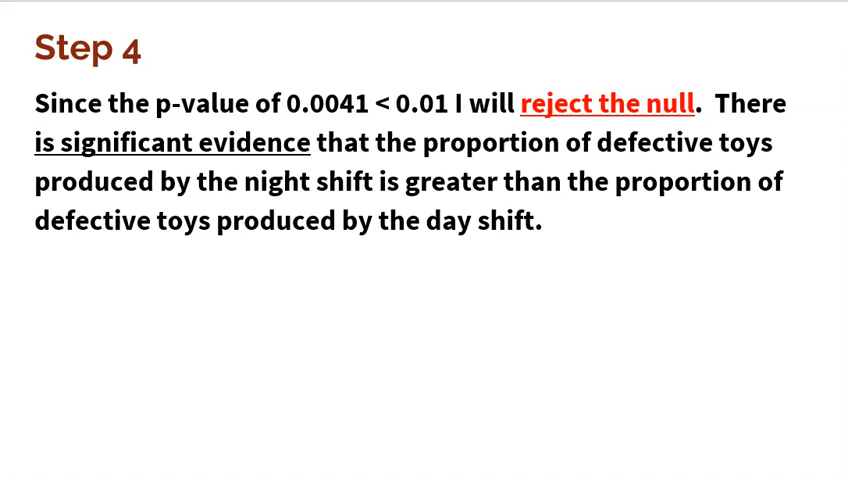 Step 4
Since the p-value of 0.0041 < 0.01 I will reject the null.  There
is significant evidence that the proportion of defective toys
produced by the night shift is greater than the proportion of
defective toys produced by the day shift.